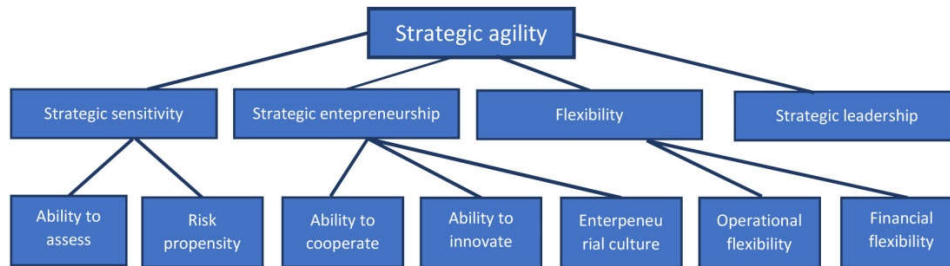 Strategic agility
Strategic sensitivity
Strategic entepreneurship
Flexibility
Strategic leadership
Ability to
assess
Risk
propensity
Ability to
cooperate
Ability to
innovate
Enterpeneu
rial culture
Operational
flexibility
Financial
flexibility